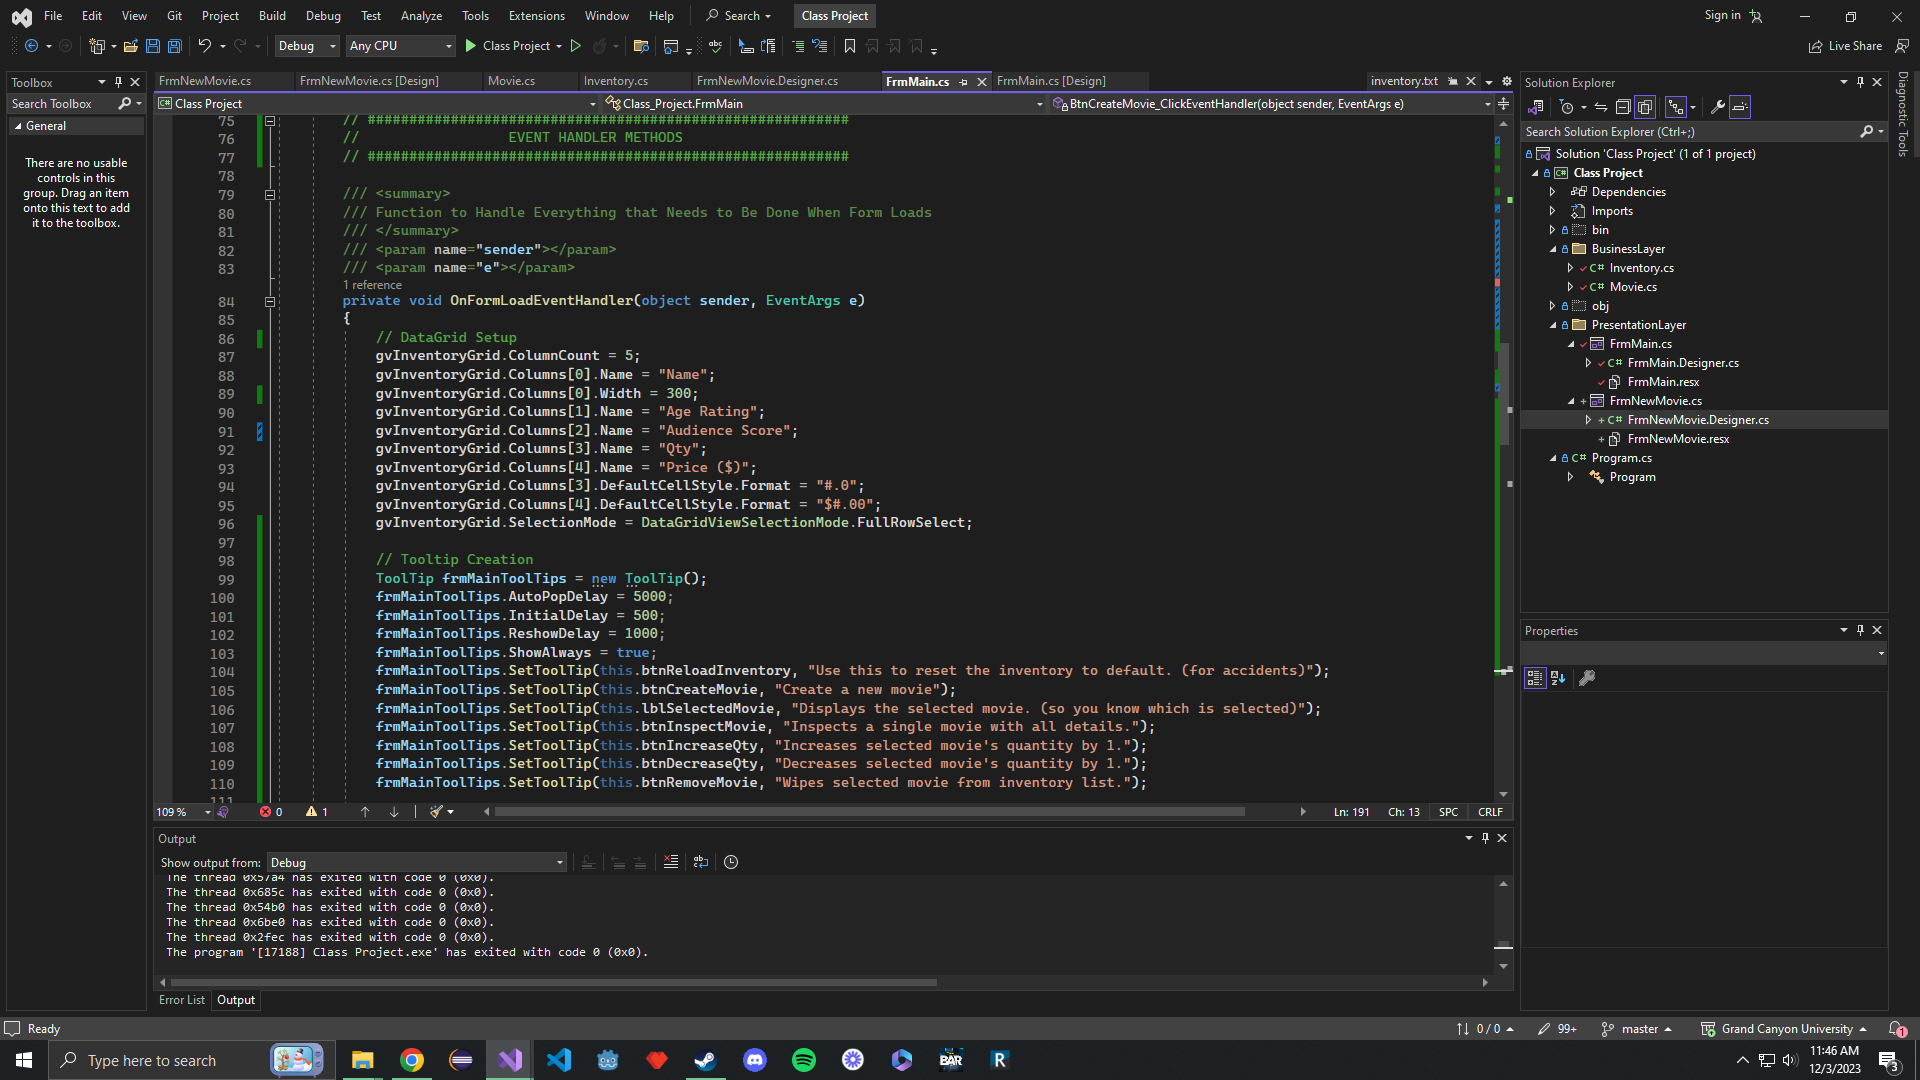 File Edit View Git Project Build Debug Test Analyze Tools Extensions Window Help Search Class Project Sign in
Debug Any CPU Class Project Live Share
Toolbox
Search Toolbox
General
There are no usable
controls in this
group. Drag an item
onto this text to add
it to the toolbox.
FrmNewMovie.cs FrmNewMovie.cs [Design] Movie.cs Inventory.cs FrmNewMovie.Designer.cs FrmMain.cs FrmMain.cs [Design] inventory.txt
Class Project Class_Project.FrmMain BtnCreateMovie_ClickEventHandler(object sender, EventArgs e)
75 // ##########################################################
76 // EVENT HANDLER METHODS
77 // ##########################################################
78
79 /// <summary>
80 /// Function to Handle Everything that Needs to Be Done When Form Loads
81 /// </summary>
82 /// <param name="sender"></param>
83 /// <param name="e"></param>
1 reference
84 private void OnFormLoadEventHandler(object sender, EventArgs e)
85 {
86 // DataGrid Setup
87 gvInventoryGrid.ColumnCount = 5;
88 gvInventoryGrid.Columns[0].Name = "Name";
89 gvInventoryGrid.Columns[0].Width = 300;
90 gvInventoryGrid.Columns[1].Name = "Age Rating";
91 gvInventoryGrid.Columns[2].Name = "Audience Score";
92 gvInventoryGrid.Columns[3].Name = "Qty";
93 gvInventoryGrid.Columns[4].Name = "Price ($)";
94 gvInventoryGrid.Columns[3].DefaultCellStyle.Format = "#.0";
95 gvInventoryGrid.Columns[4].DefaultCellStyle.Format = "$#.00";
96 gvInventoryGrid.SelectionMode = DataGridViewSelectionMode.FullRowSelect;
97
98 // Tooltip Creation
99 ToolTip frmMainToolTips = new ToolTip();
100 frmMainToolTips.AutoPopDelay = 5000;
101 frmMainToolTips.InitialDelay = 500;
102 frmMainToolTips.ReshowDelay = 1000;
103 frmMainToolTips.ShowAlways = true;
104 frmMainToolTips.SetToolTip(this.btnReloadInventory, "Use this to reset the inventory to default. (for accidents)");
105 frmMainToolTips.SetToolTip(this.btnCreateMovie, "Create a new movie");
106 frmMainToolTips.SetToolTip(this.lblSelectedMovie, "Displays the selected movie. (so you know which is selected)");
107 frmMainToolTips.SetToolTip(this.btnInspectMovie, "Inspects a single movie with all details.");
108 frmMainToolTips.SetToolTip(this.btnIncreaseQty, "Increases selected movie's quantity by 1.");
109 frmMainToolTips.SetToolTip(this.btnDecreaseQty, "Decreases selected movie's quantity by 1.");
110 frmMainToolTips.SetToolTip(this.btnRemoveMovie, "Wipes selected movie from inventory list.");
111
109 % 0 1 Ln: 191 Ch: 13 SPC CRLF
Output
Show output from: Debug
The thread 0x57a4 has exited with code 0 (0x0).
The thread 0x685c has exited with code 0 (0x0).
The thread 0x54b0 has exited with code 0 (0x0).
The thread 0x6be0 has exited with code 0 (0x0).
The thread 0x2fec has exited with code 0 (0x0).
The program '[17188] Class Project.exe' has exited with code 0 (0x0).
Error List Output
Solution Explorer
Search Solution Explorer (Ctrl+;)
Solution 'Class Project' (1 of 1 project)
C# Class Project
Dependencies
Imports
bin
BusinessLayer
C# Inventory.cs
C# Movie.cs
obj
PresentationLayer
FrmMain.cs
C# FrmMain.Designer.cs
FrmMain.resx
FrmNewMovie.cs
C# FrmNewMovie.Designer.cs
FrmNewMovie.resx
C# Program.cs
Program
Properties
Diagnostic Tools
Ready 0 / 0 99+ master Grand Canyon University 1
Type here to search BAR R 11:46 AM
12/3/2023 3